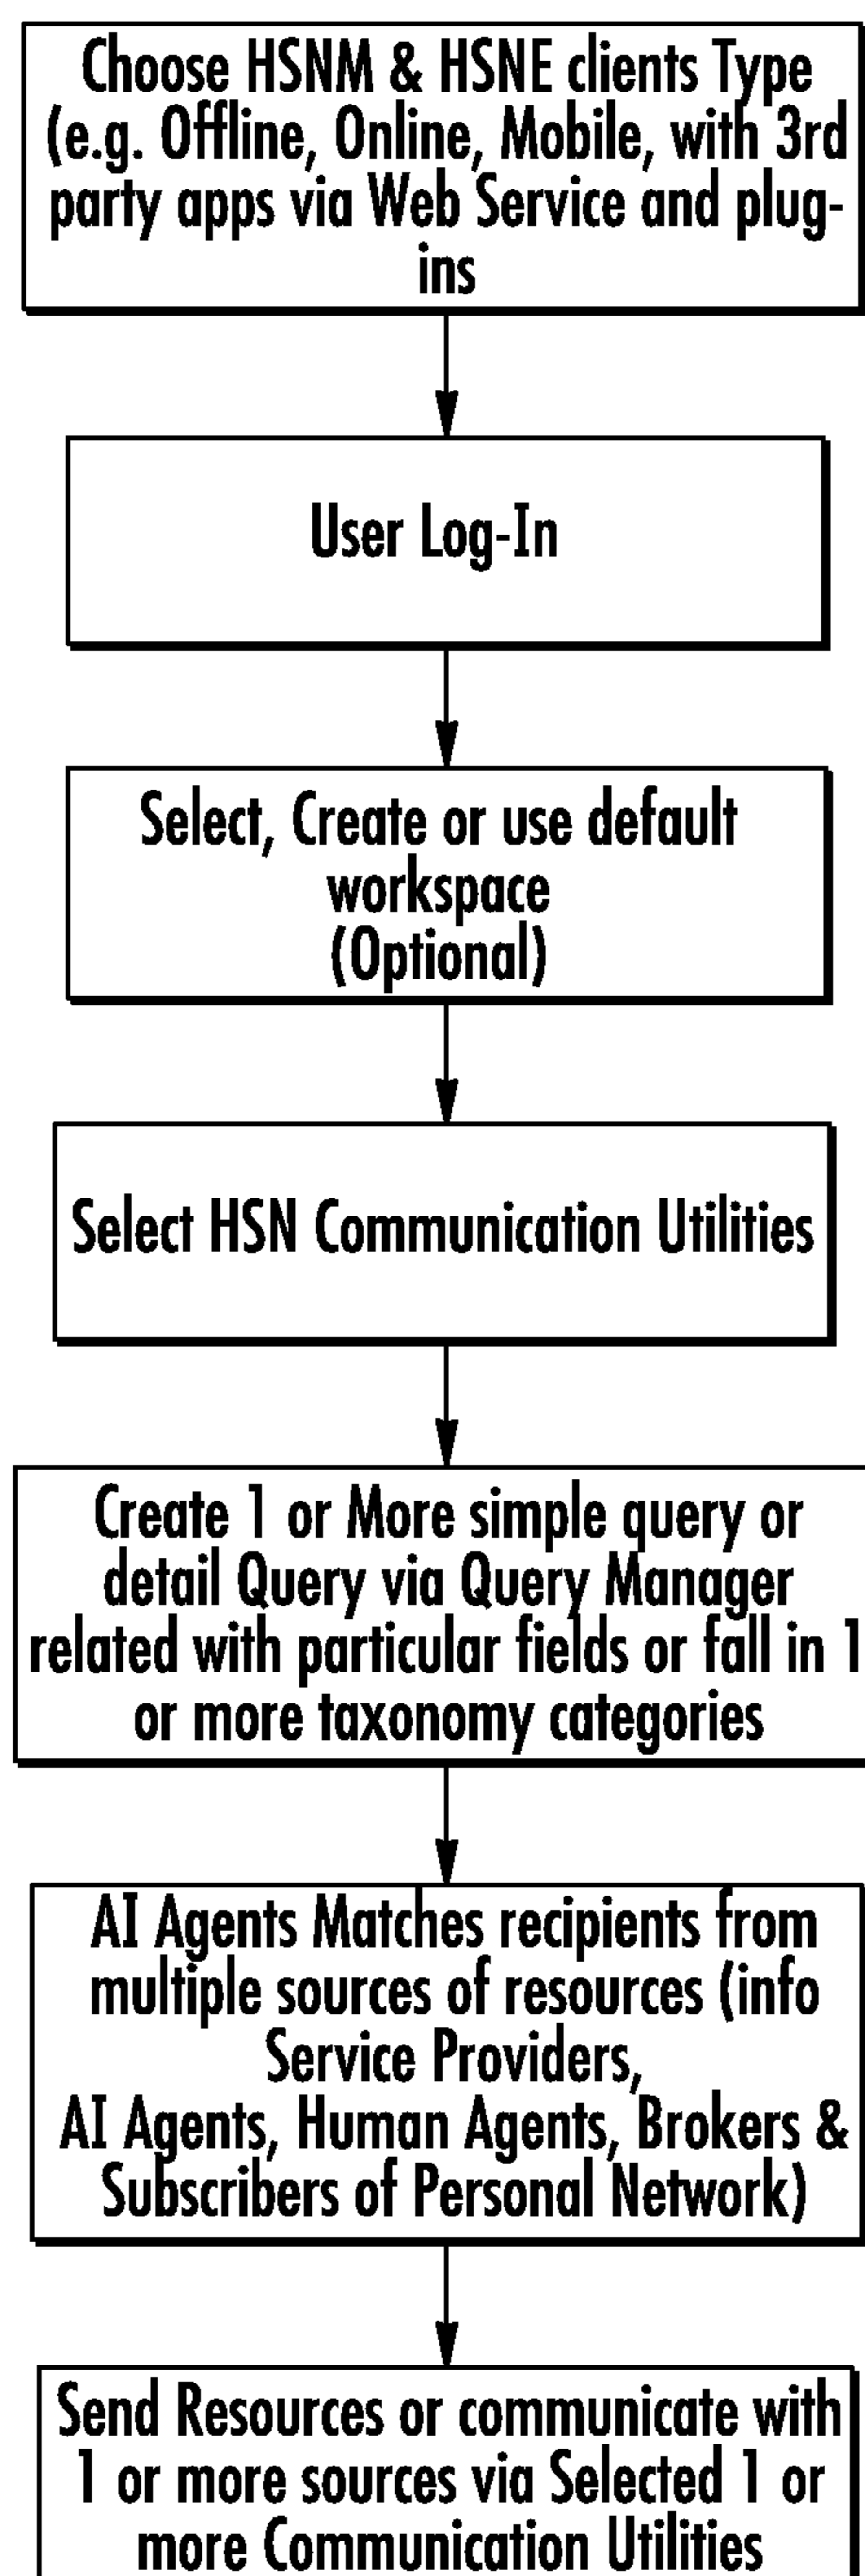 Choose HSNM & HSNE clients Type
(e.g. Offline, Online, Mobile, with 3rd
party apps via Web Service and plug-
ins
User Log-In
Select, Create or use default
workspace
(Optional)
Select HSN Communication Utilities
Create 1 or More simple query or
detail Query via Query Manager
related with particular fields or fall in 1
or more taxonomy categories
AI Agents Matches recipients from
multiple sources of resources (info
Service Providers,
AI Agents, Human Agents, Brokers &
Subscribers of Personal Network)
Send Resources or communicate with
1 or more sources via Selected 1 or
more Communication Utilities